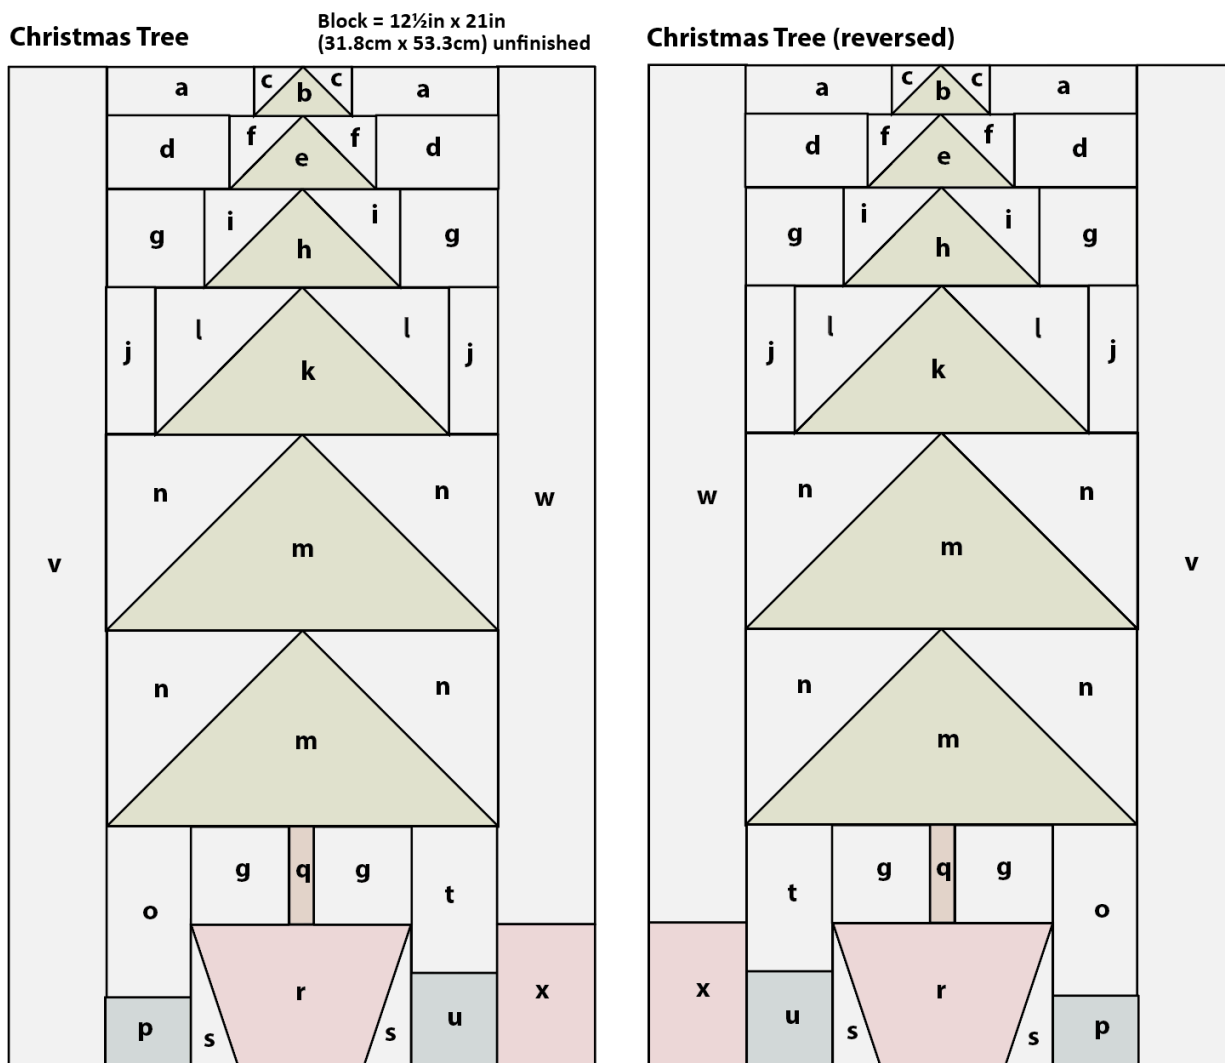 Christmas Tree
Block = 12½in x 21in
(31.8cm x 53.3cm) unfinished
Christmas Tree (reversed)
a c b c a
d f e f d
g i h i g
j l k l j
n m n
v w
n m n
o g q g t
p s r s u x
a c b c a
d f e f d
g i h i g
j l k l j
n m n
w v
n m n
t g q g o
x u s r s p